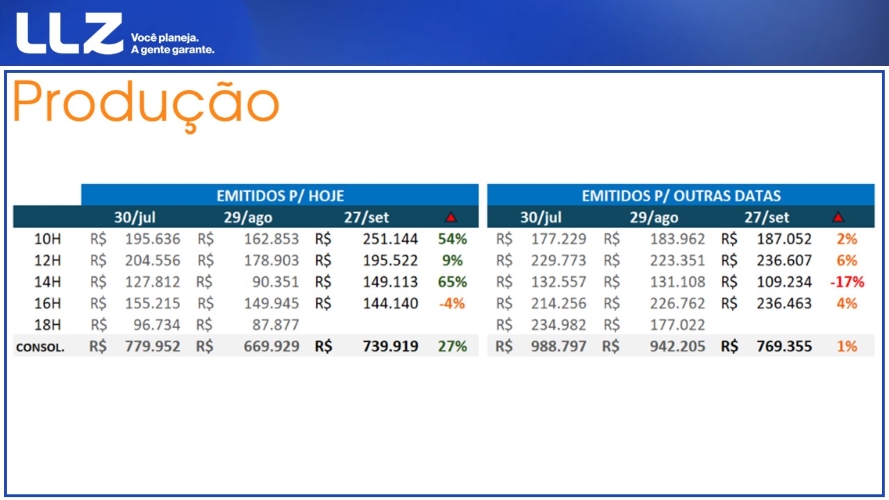 LLZ Você planeja.
A gente garante.
Produção
EMITIDOS P/ HOJE EMITIDOS P/ OUTRAS DATAS
30/jul 29/ago 27/set 30/jul 29/ago 27/set
10H R$ 195.636 R$ 162.853 R$ 251.144 54% R$ 177.229 R$ 183.962 R$ 187.052 2%
12H R$ 204.556 R$ 178.903 R$ 195.522 9% R$ 229.773 R$ 223.351 R$ 236.607 6%
14H R$ 127.812 R$ 90.351 R$ 149.113 65% R$ 132.557 R$ 131.108 R$ 109.234 -17%
16H R$ 155.215 R$ 149.945 R$ 144.140 -4% R$ 214.256 R$ 226.762 R$ 236.463 4%
18H R$ 96.734 R$ 87.877 R$ 234.982 R$ 177.022
CONSOL. R$ 779.952 R$ 669.929 R$ 739.919 27% R$ 988.797 R$ 942.205 R$ 769.355 1%